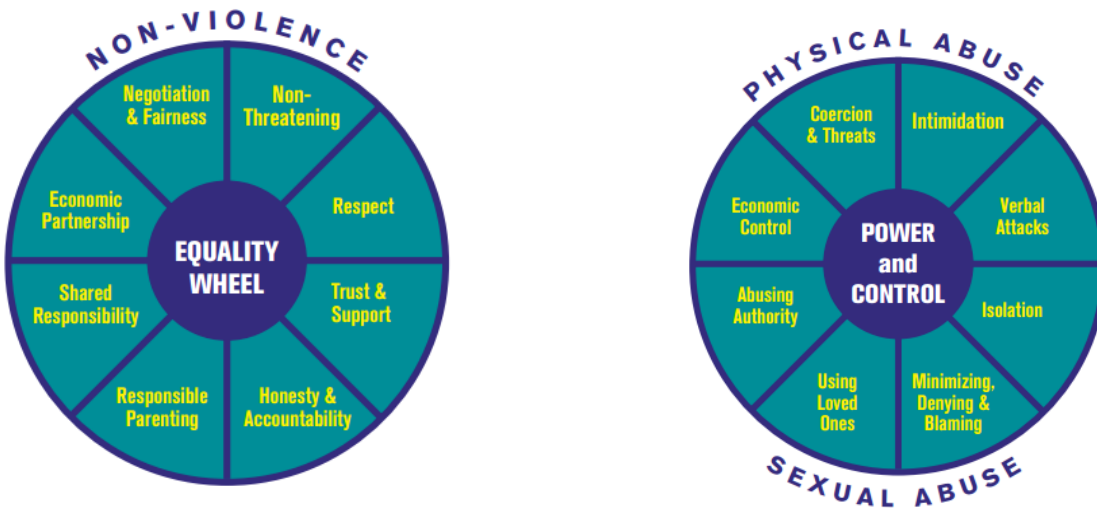 NON-VIOLENCE
Negotiation
& Fairness
Non-
Threatening
Economic
Partnership
Respect
EQUALITY
WHEEL
Shared
Responsibility
Trust &
Support
Responsible
Parenting
Honesty &
Accountability
PHYSICAL ABUSE
Coercion
& Threats
Intimidation
Economic
Control
Verbal
Attacks
POWER
and
CONTROL
Abusing
Authority
Isolation
Using
Loved
Ones
Minimizing,
Denying &
Blaming
SEXUAL ABUSE